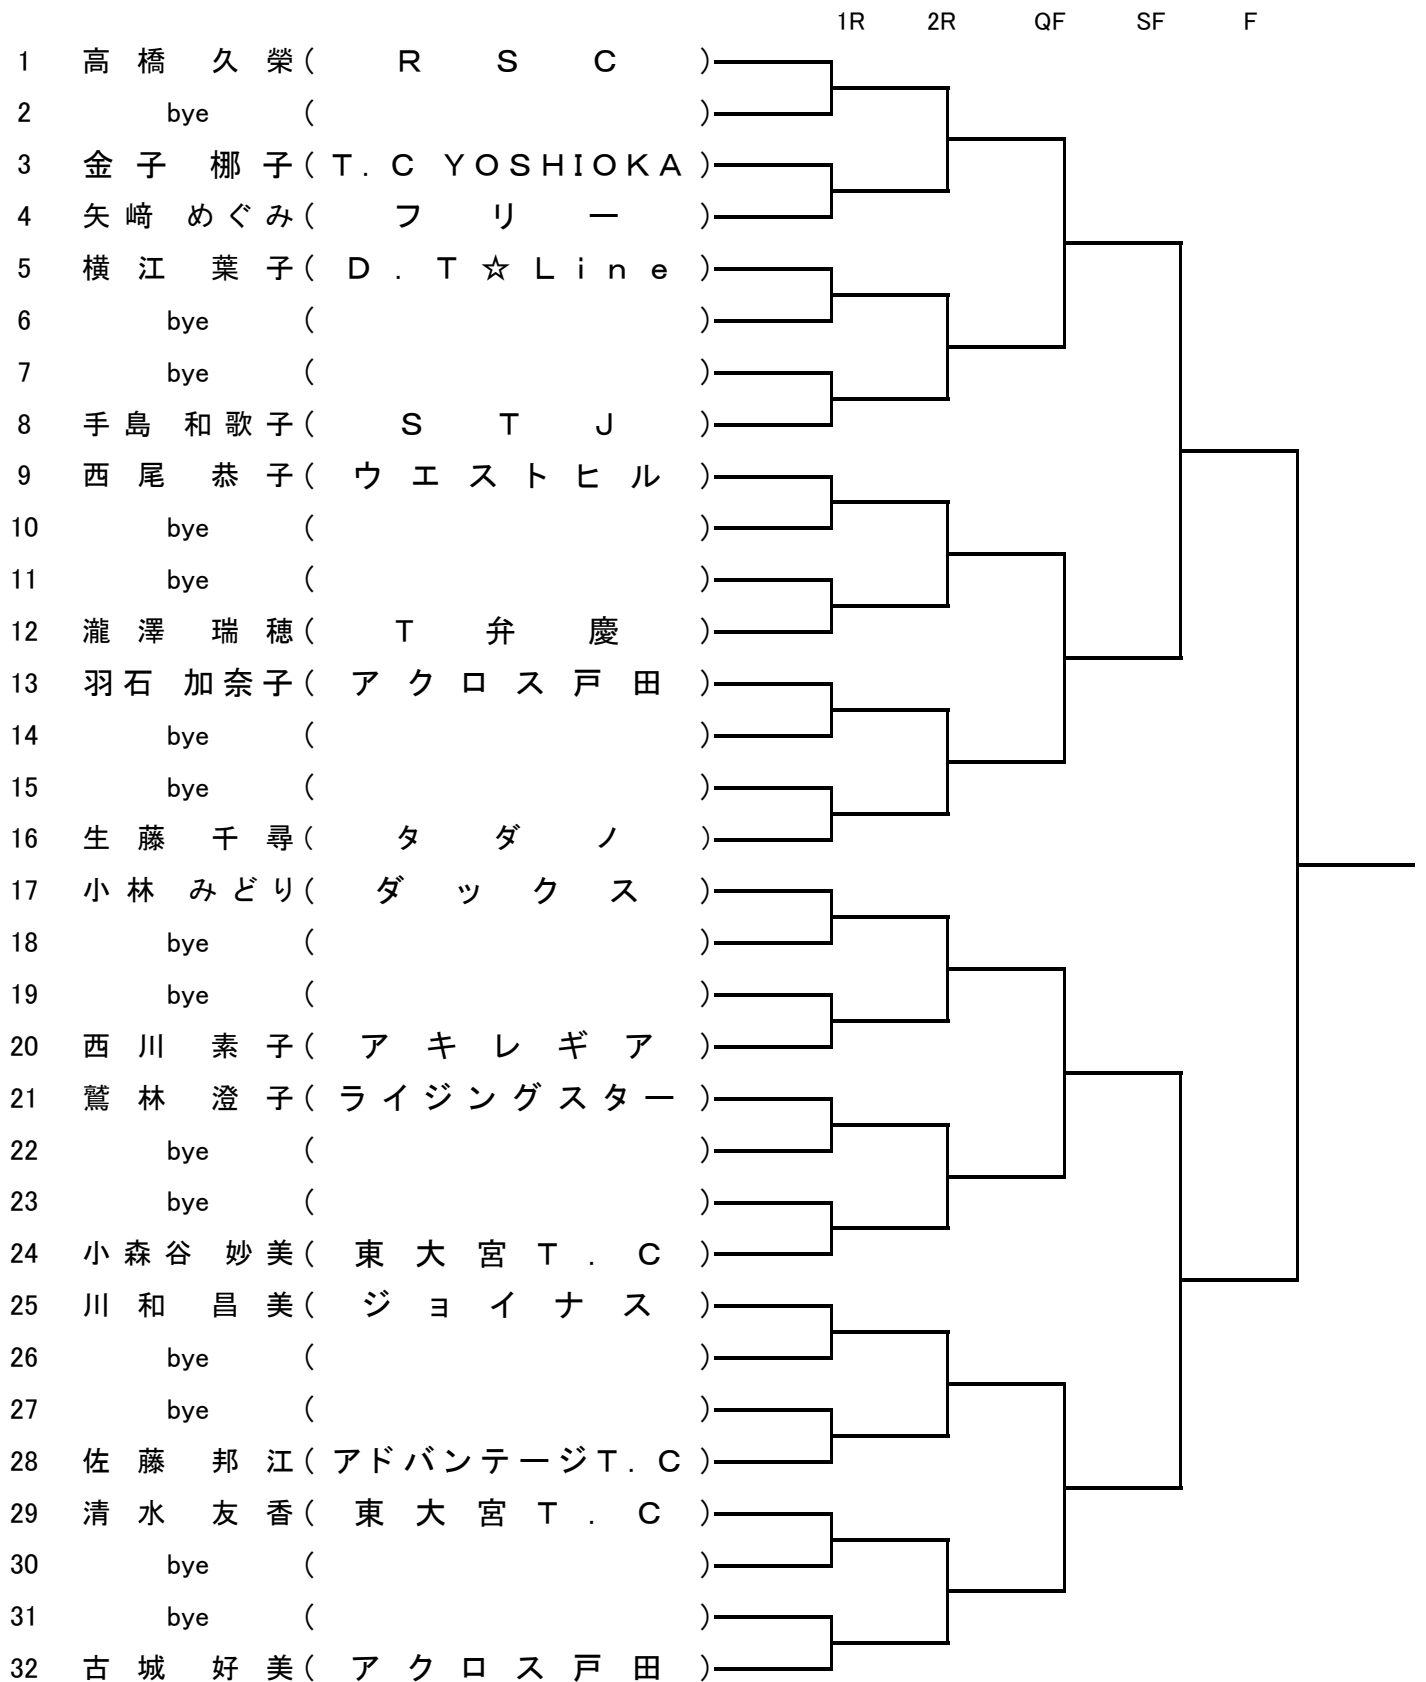 1R 2R QF SF F
1 高橋 久榮 ( RSC )
2 bye ( )
3 金子 梛子 ( T.C YOSHIOKA )
4 矢﨑 めぐみ ( フリー )
5 横江 葉子 ( D.T☆Line )
6 bye ( )
7 bye ( )
8 手島 和歌子 ( STJ )
9 西尾 恭子 ( ウエストヒル )
10 bye ( )
11 bye ( )
12 瀧澤 瑞穂 ( T弁慶 )
13 羽石 加奈子 ( アクロス戸田 )
14 bye ( )
15 bye ( )
16 生藤 千尋 ( タダノ )
17 小林 みどり ( ダックス )
18 bye ( )
19 bye ( )
20 西川 素子 ( アキレギア )
21 鷲林 澄子 ( ライジングスター )
22 bye ( )
23 bye ( )
24 小森谷 妙美 ( 東大宮T.C )
25 川和 昌美 ( ジョイナス )
26 bye ( )
27 bye ( )
28 佐藤 邦江 ( アドバンテージT.C )
29 清水 友香 ( 東大宮T.C )
30 bye ( )
31 bye ( )
32 古城 好美 ( アクロス戸田 )